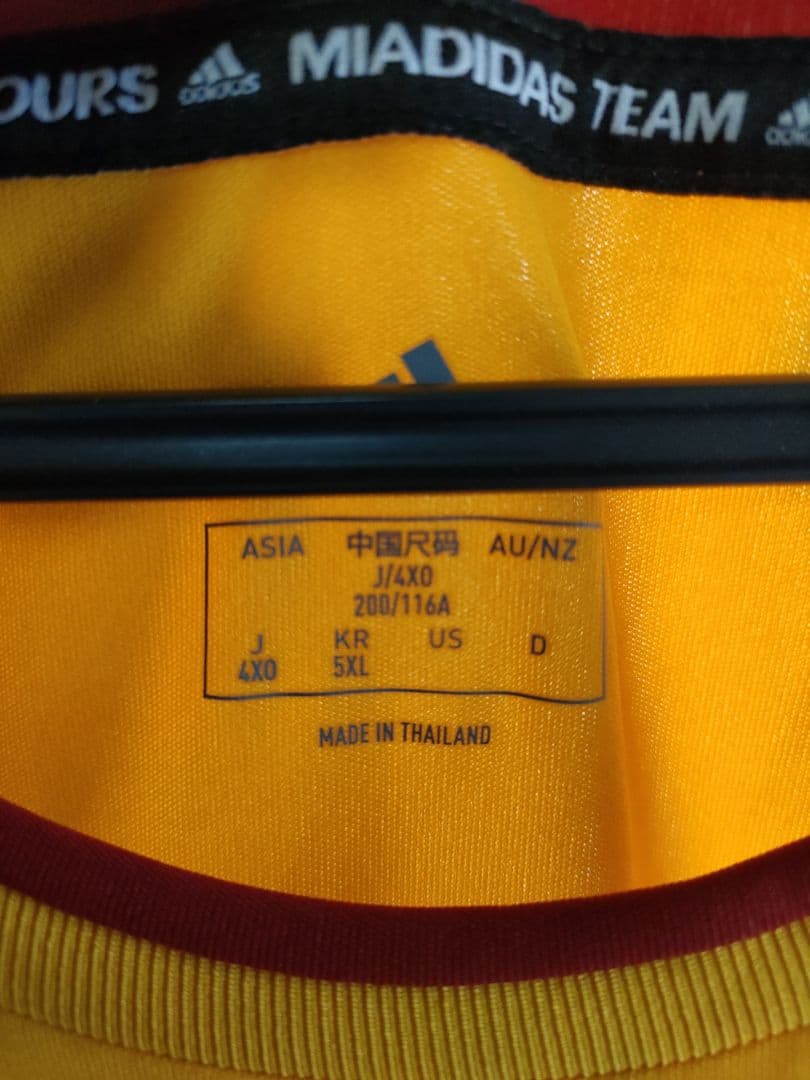 OURS adidas MIADIDAS TEAM
ASIA 中国尺码 AU/NZ
J/4XO
200/116A
J KR US D
4XO 5XL
MADE IN THAILAND